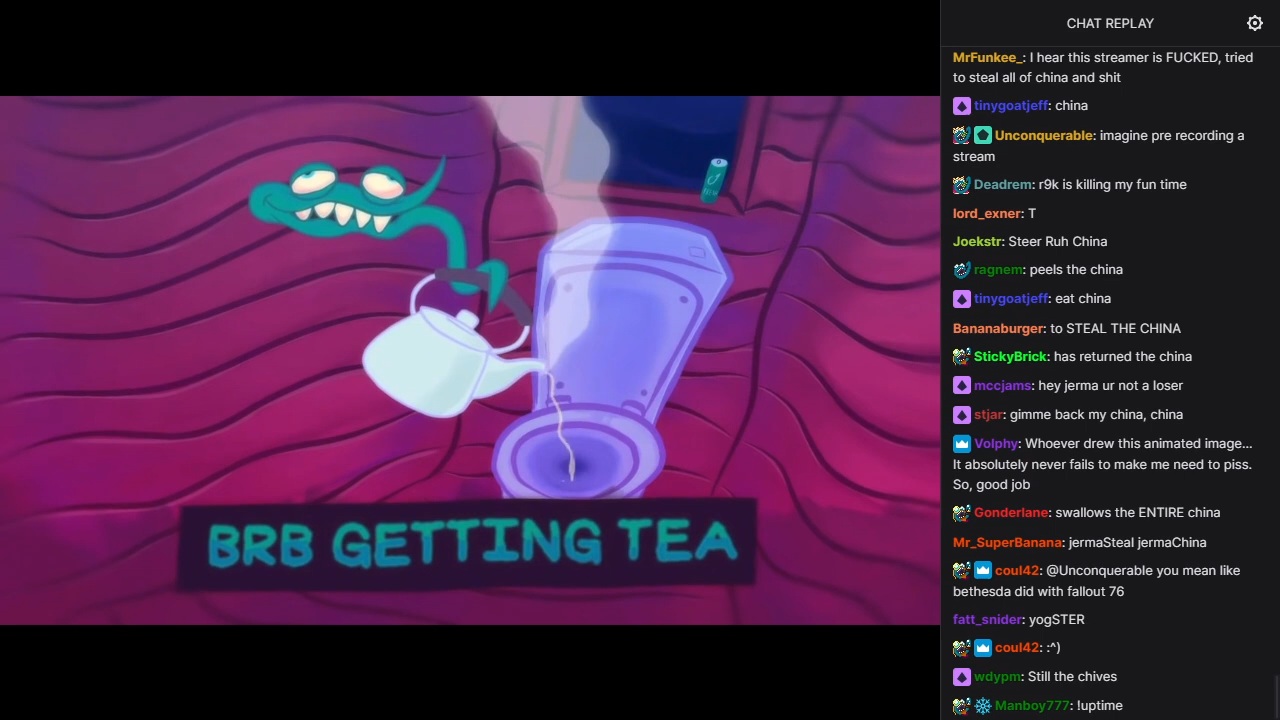 BRB GETTING TEA
CHAT REPLAY
MrFunkee_: I hear this streamer is FUCKED, tried
to steal all of china and shit
tinygoatjeff: china
Unconquerable: imagine pre recording a
stream
Deadrem: r9k is killing my fun time
lord_exner: T
Joekstr: Steer Ruh China
ragnem: peels the china
tinygoatjeff: eat china
Bananaburger: to STEAL THE CHINA
StickyBrick: has returned the china
mccjams: hey jerma ur not a loser
stjar: gimme back my china, china
Volphy: Whoever drew this animated image...
It absolutely never fails to make me need to piss.
So, good job
Gonderlane: swallows the ENTIRE china
Mr_SuperBanana: jermaSteal jermaChina
coul42: @Unconquerable you mean like
bethesda did with fallout 76
fatt_snider: yogSTER
coul42: :^)
wdypm: Still the chives
Manboy777: !uptime